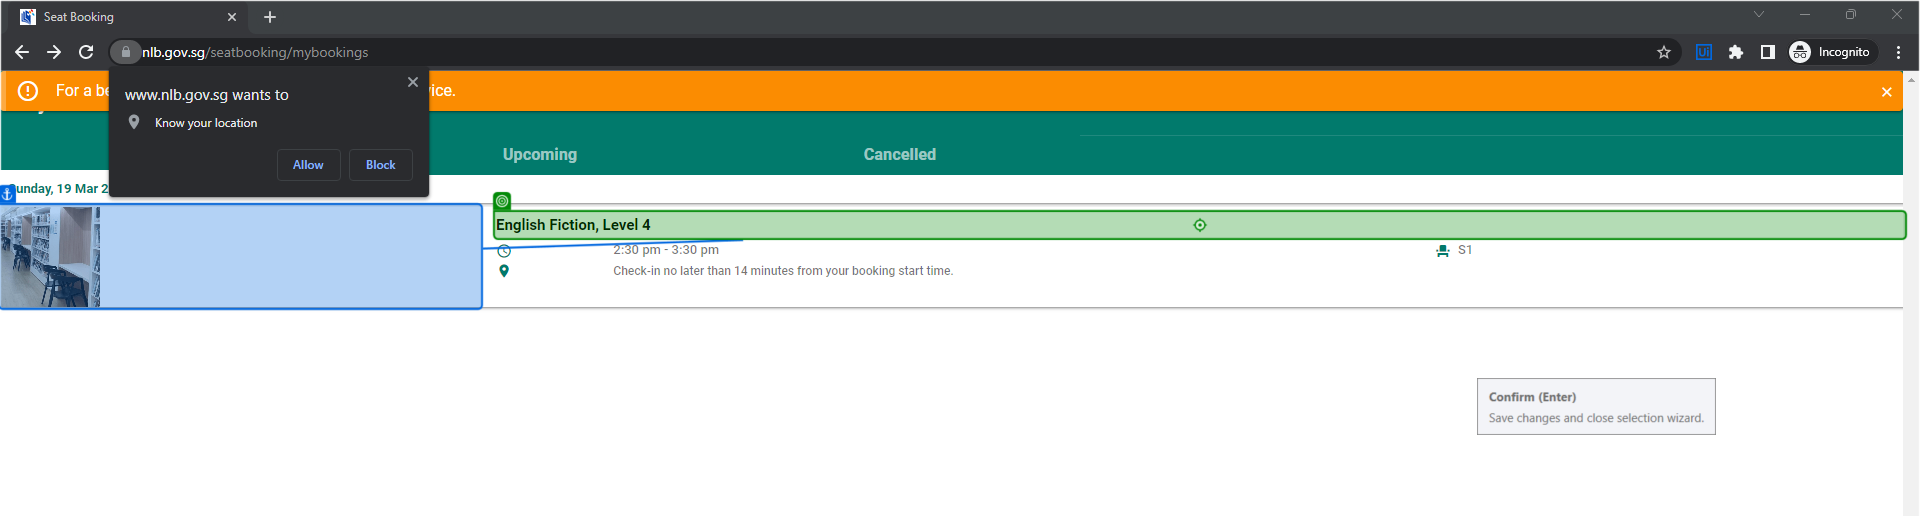 Seat Booking
nlb.gov.sg/seatbooking/mybookings
Incognito
For a be
vice.
www.nlb.gov.sg wants to
Know your location
Allow
Block
Upcoming
Cancelled
Sunday, 19 Mar 2
English Fiction, Level 4
2:30 pm - 3:30 pm
S1
Check-in no later than 14 minutes from your booking start time.
Confirm (Enter)
Save changes and close selection wizard.